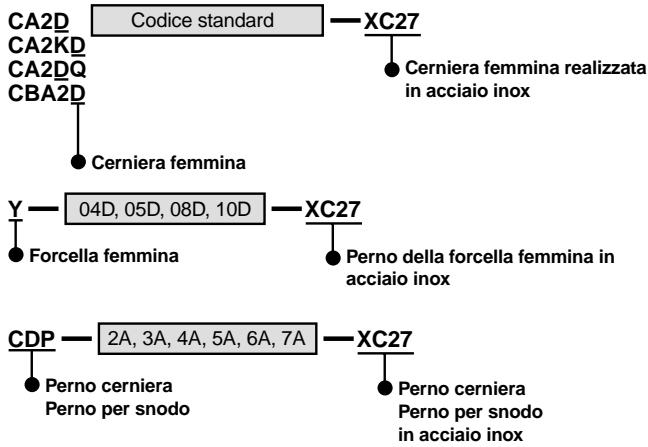 CA2D Codice standard XC27
CA2KD
CA2DQ
CBA2D
Cerniera femmina realizzata
in acciaio inox
Cerniera femmina
Y 04D, 05D, 08D, 10D XC27
Forcella femmina
Perno della forcella femmina in
acciaio inox
CDP 2A, 3A, 4A, 5A, 6A, 7A XC27
Perno cerniera
Perno per snodo
Perno cerniera
Perno per snodo
in acciaio inox